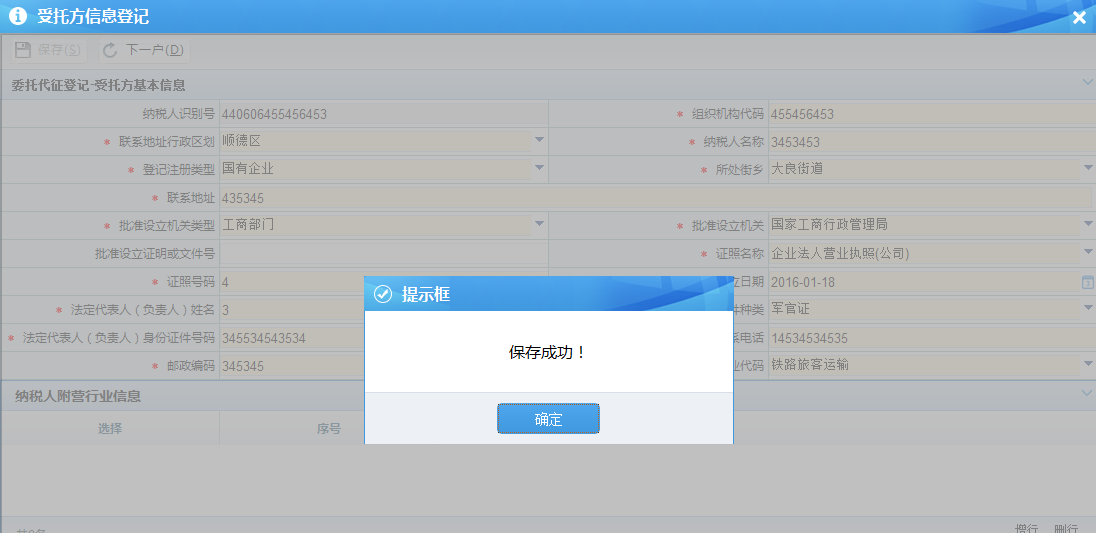 受托方信息登记
保存(S) 下一户(D)
委托代征登记-受托方基本信息
纳税人识别号 440606455456453 * 组织机构代码 455456453
* 联系地址行政区划 顺德区 * 纳税人名称 3453453
* 登记注册类型 国有企业 * 所处街乡 大良街道
* 联系地址 435345
* 批准设立机关类型 工商部门 * 批准设立机关 国家工商行政管理局
批准设立证明或文件号 * 证照名称 企业法人营业执照(公司)
* 证照号码 4 立日期 2016-01-18
* 法定代表人（负责人）姓名 3 件种类 军官证
* 法定代表人（负责人）身份证件号码 345534543534 系电话 14534534535
* 邮政编码 345345 业代码 铁路旅客运输
提示框
保存成功！
确定
纳税人附营行业信息
选择 序号
增行 删行